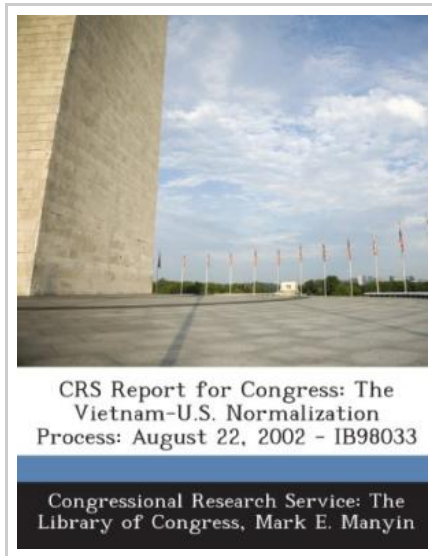 CRS Report for Congress: The
Vietnam-U.S. Normalization
Process: August 22, 2002 - IB98033
Congressional Research Service: The
Library of Congress, Mark E. Manyin